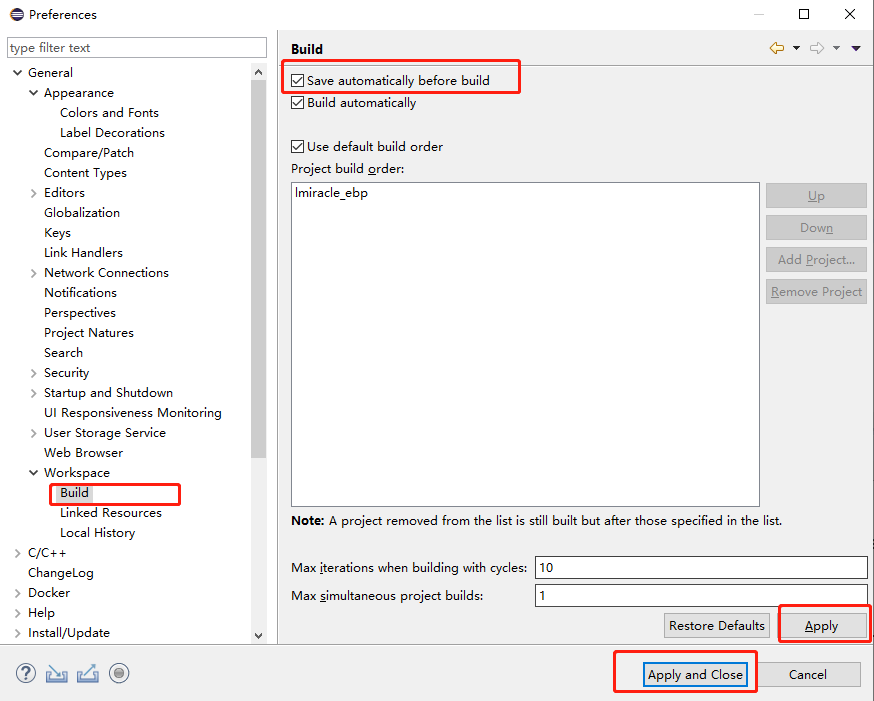 Preferences
type filter text
General
Appearance
Colors and Fonts
Label Decorations
Compare/Patch
Content Types
Editors
Globalization
Keys
Link Handlers
Network Connections
Notifications
Perspectives
Project Natures
Search
Security
Startup and Shutdown
UI Responsiveness Monitoring
User Storage Service
Web Browser
Workspace
Build
Linked Resources
Local History
C/C++
ChangeLog
Docker
Help
Install/Update
Build
Save automatically before build
Build automatically
Use default build order
Project build order:
lmiracle_ebp
Up
Down
Add Project...
Remove Project
Note: A project removed from the list is still built but after those specified in the list.
Max iterations when building with cycles: 10
Max simultaneous project builds: 1
Restore Defaults Apply
Apply and Close Cancel